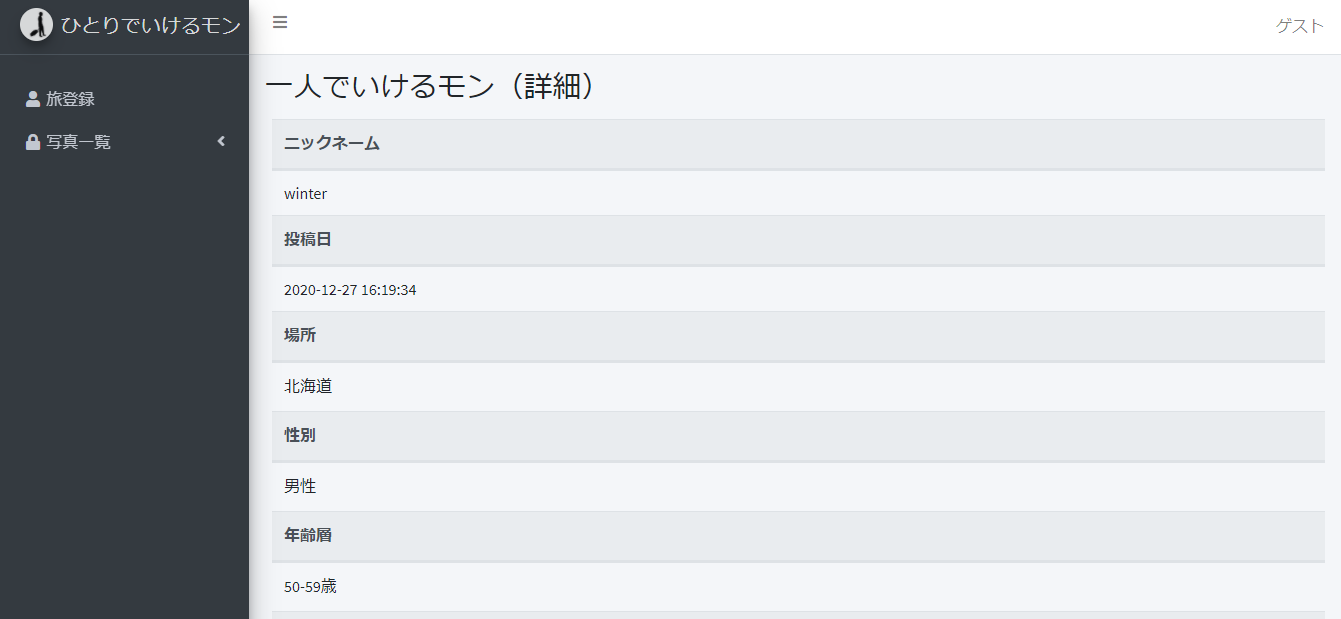 ひとりでいけるモン
ゲスト
旅登録
写真一覧
一人でいけるモン（詳細）
ニックネーム
winter
投稿日
2020-12-27 16:19:34
場所
北海道
性別
男性
年齢層
50-59歳